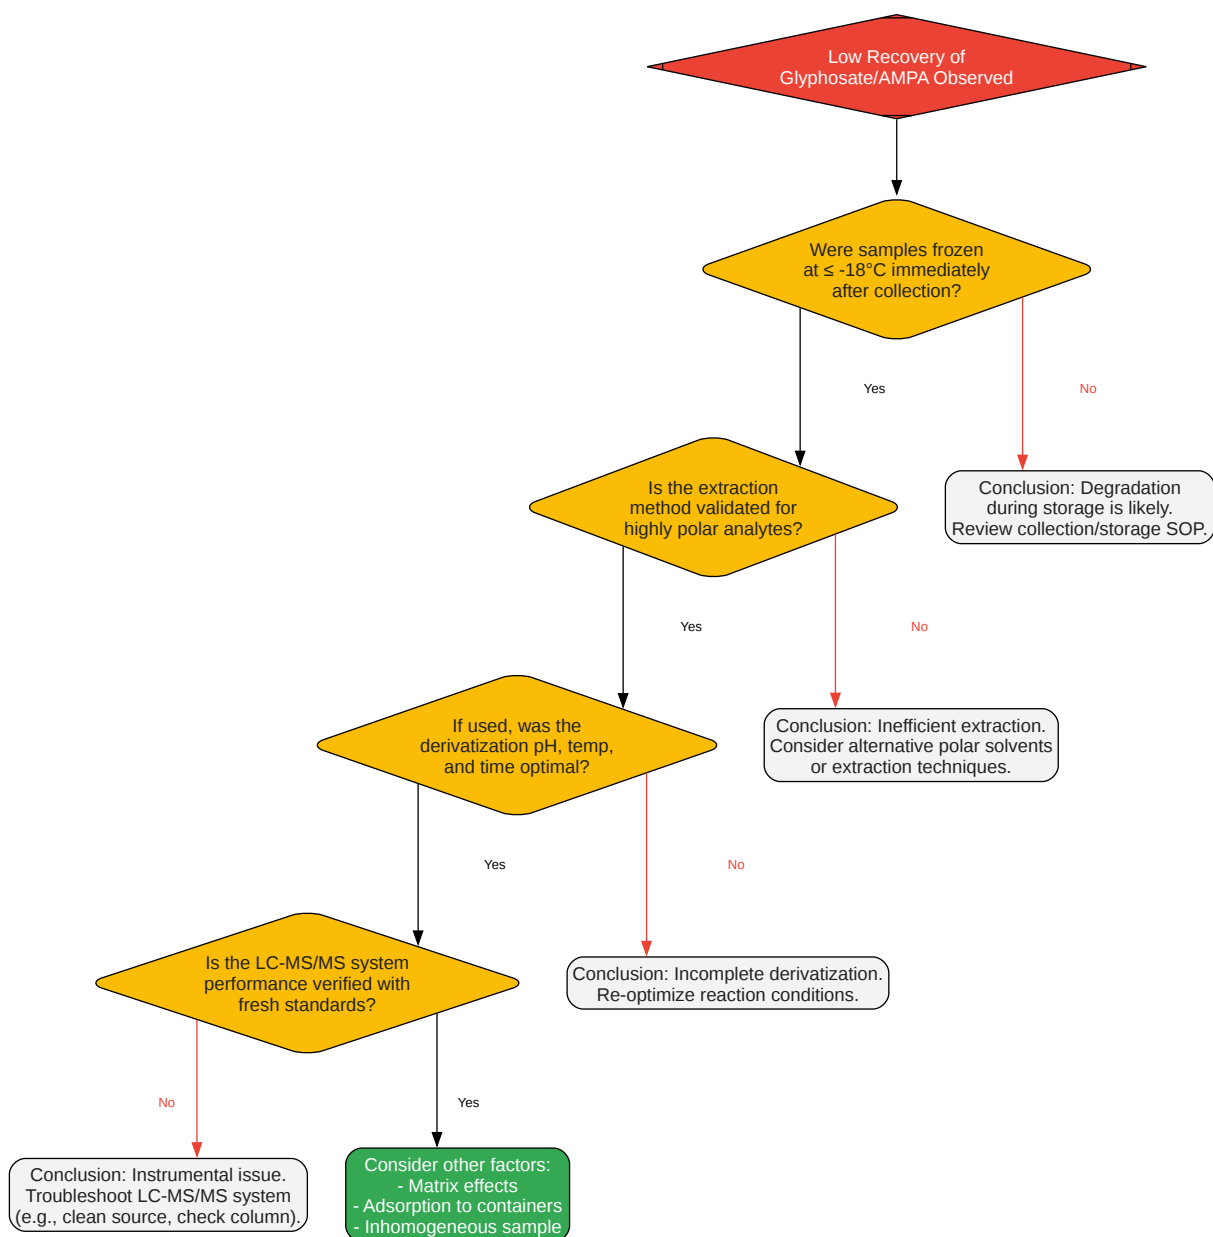 Low Recovery of
Glyphosate/AMPA Observed
Were samples frozen
at ≤ -18°C immediately
after collection?
Yes
No
Is the extraction
method validated for
highly polar analytes?
Conclusion: Degradation
during storage is likely.
Review collection/storage SOP.
Yes
No
If used, was the
derivatization pH, temp,
and time optimal?
Conclusion: Inefficient extraction.
Consider alternative polar solvents
or extraction techniques.
Yes
No
Is the LC-MS/MS system
performance verified with
fresh standards?
Conclusion: Incomplete derivatization.
Re-optimize reaction conditions.
No
Yes
Conclusion: Instrumental issue.
Troubleshoot LC-MS/MS system
(e.g., clean source, check column).
Consider other factors:
- Matrix effects
- Adsorption to containers
- Inhomogeneous sample